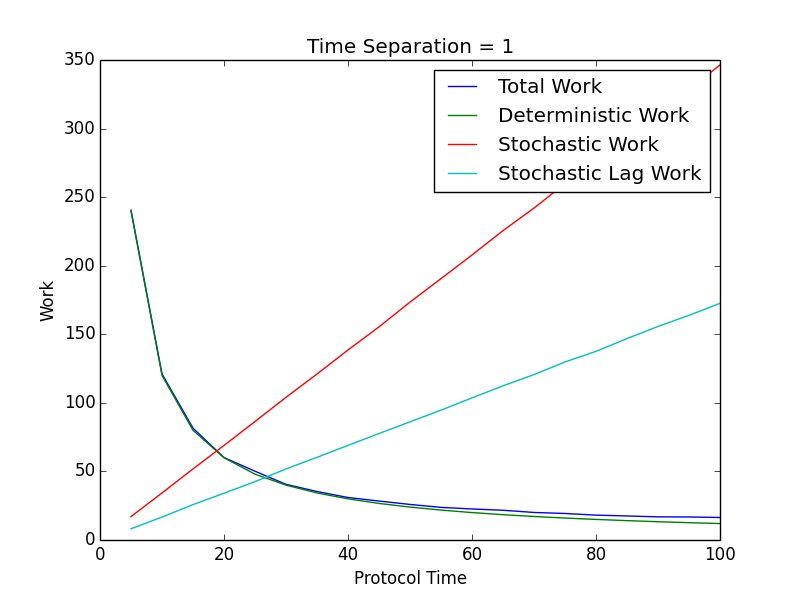 Time Separation = 1
350
300
250
200
150
100
50
0
Work
Total Work
Deterministic Work
Stochastic Work
Stochastic Lag Work
0 20 40 60 80 100
Protocol Time